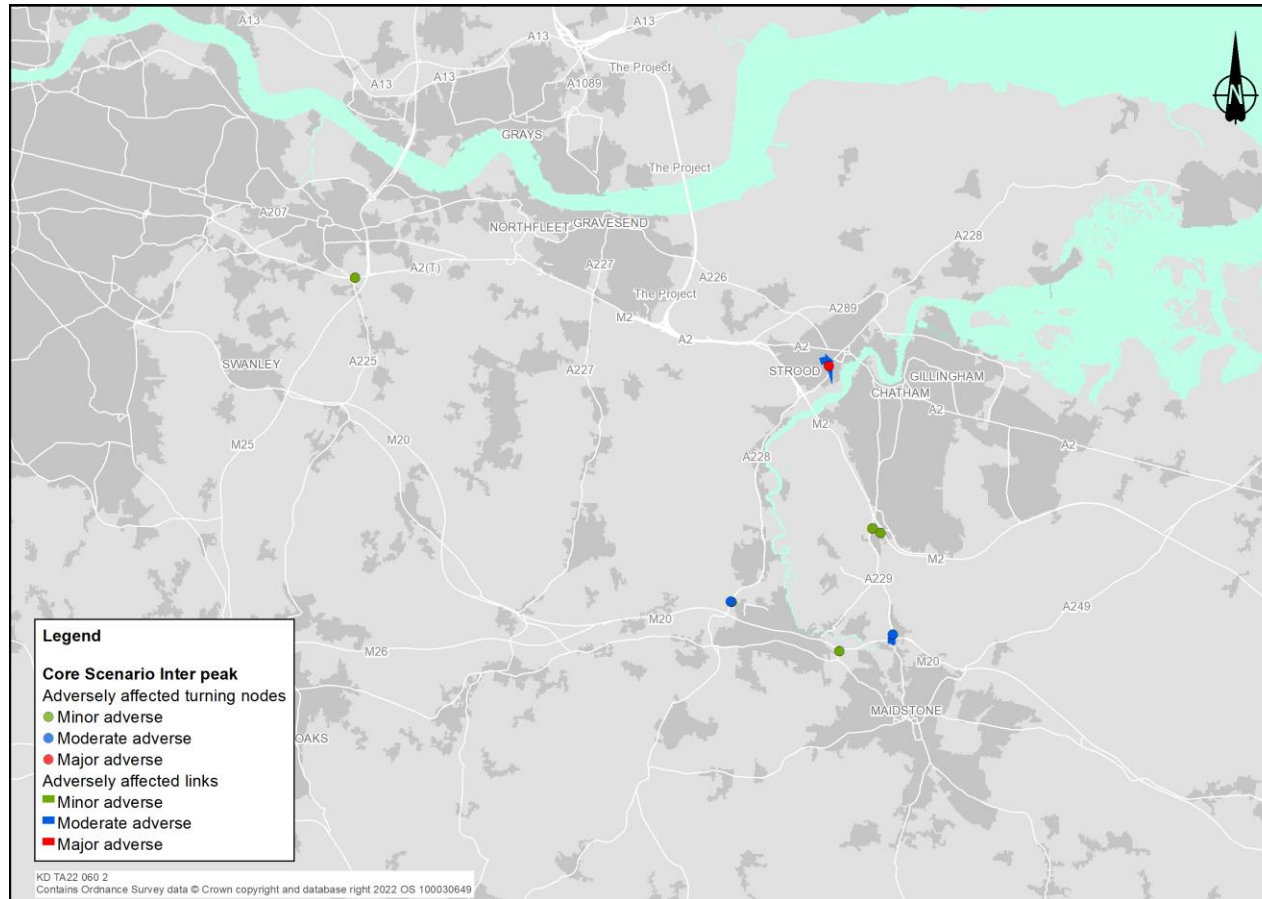 A13
A13
A13
A13
A13
The Project
A1089
N
GRAYS
The Project
A207
NORTHFLEET
GRAVESEND
A228
A2(T)
A227
A226
The Project
A289
M2
A2
A2
SWANLEY
A225
A227
STROOD
GILLINGHAM
CHATHAM
A2
M2
A2
M25
M20
A228
M2
A229
A249
M20
M26
M20
MAIDSTONE
OAKS
Legend
Core Scenario Inter peak
Adversely affected turning nodes
Minor adverse
Moderate adverse
Major adverse
Adversely affected links
Minor adverse
Moderate adverse
Major adverse
KD TA22 060 2
Contains Ordnance Survey data © Crown copyright and database right 2022 OS 100030649